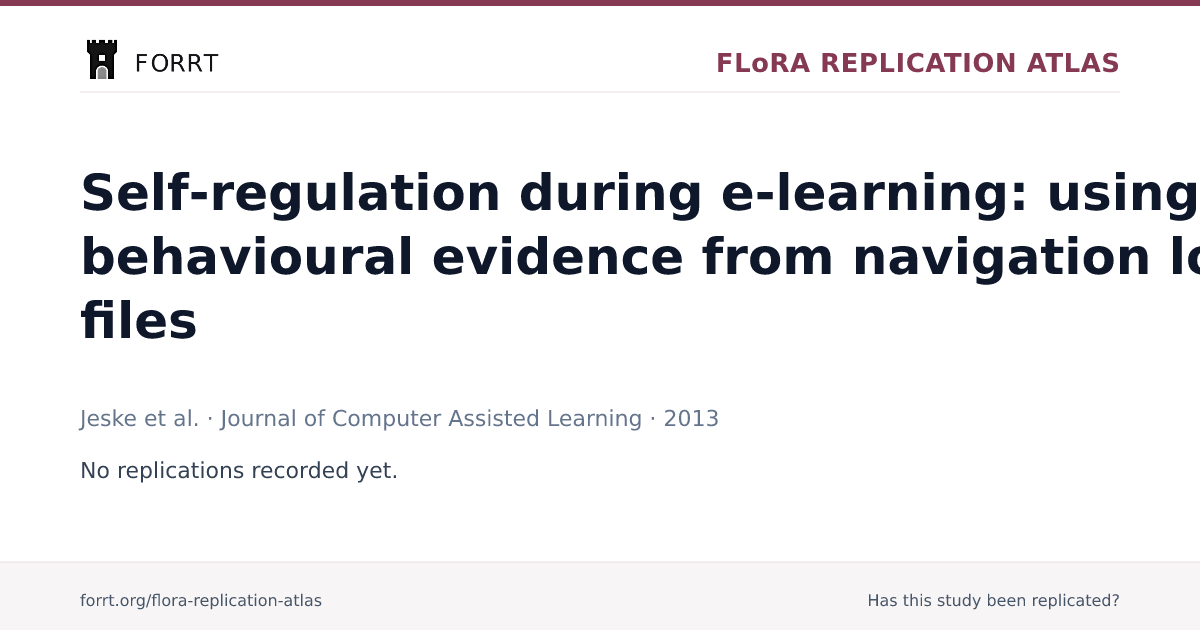 FORRT
FLoRA REPLICATION ATLAS
Self-regulation during e-learning: using
behavioural evidence from navigation lo
files
Jeske et al. · Journal of Computer Assisted Learning · 2013
No replications recorded yet.
forrt.org/flora-replication-atlas
Has this study been replicated?